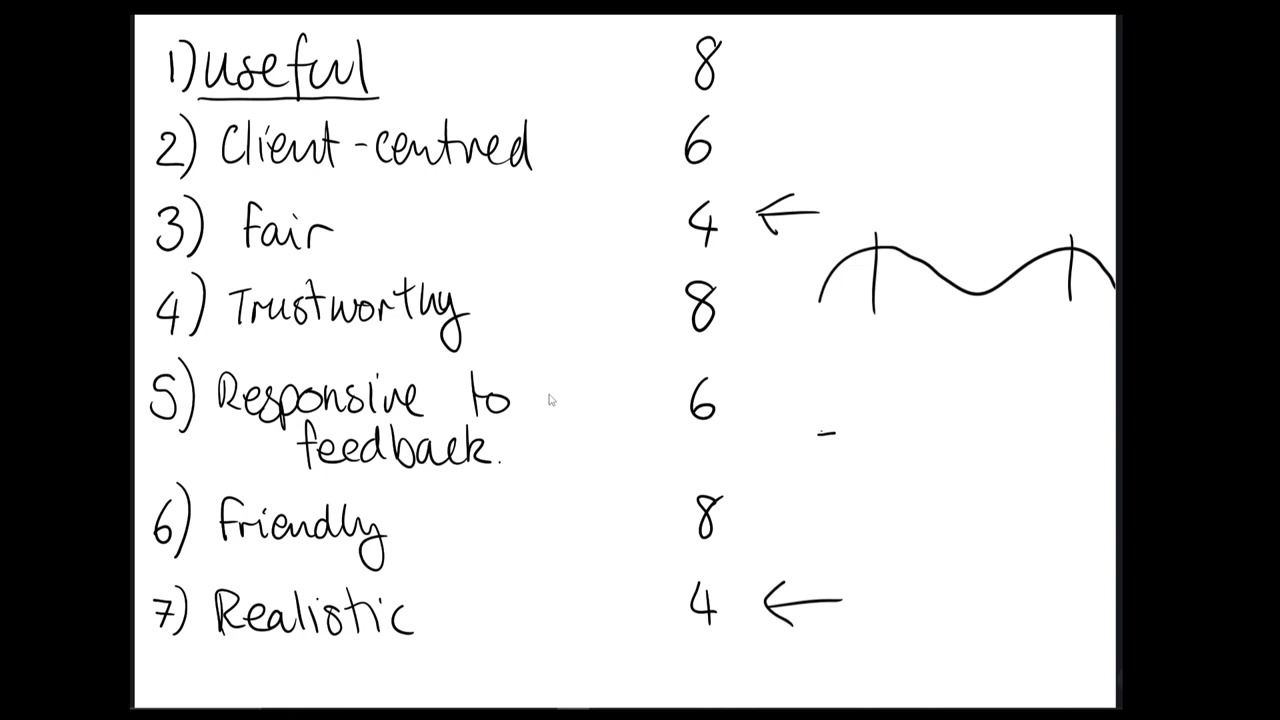 1) useful 8
2) Client-centred 6
3) fair 4 ←
4) Trustworthy 8
5) Responsive to 6
feedback.
6) Friendly 8
7) Realistic 4 ←